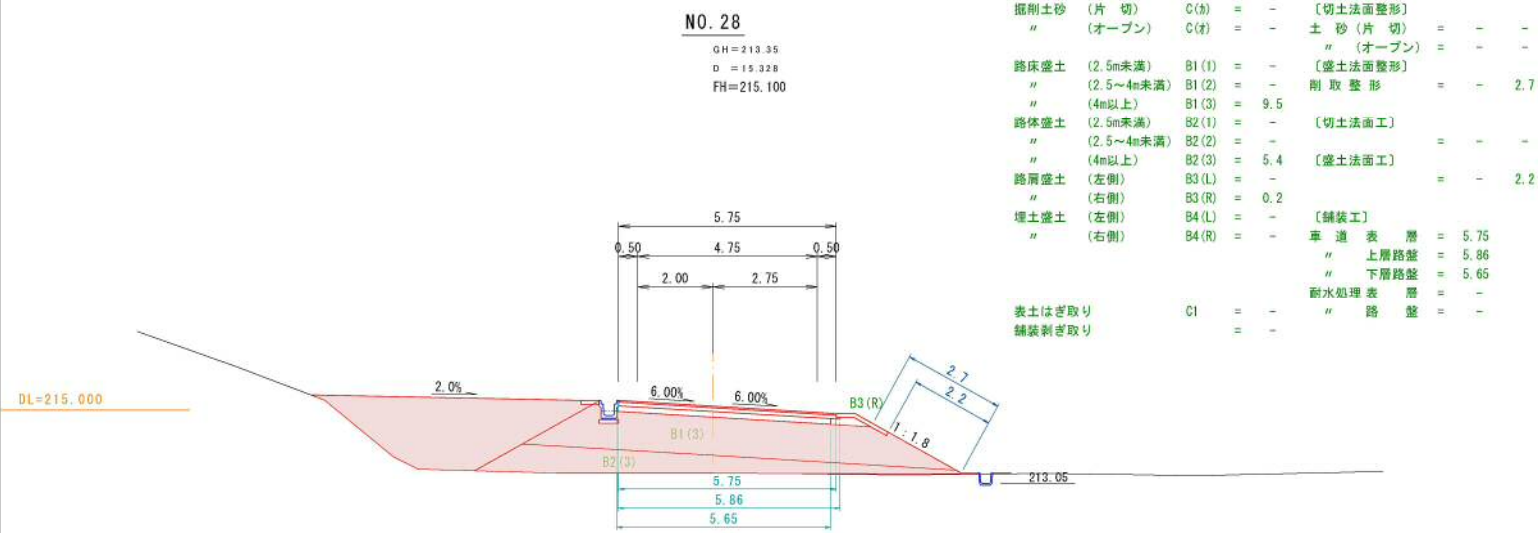 NO. 28
GH=213.35
D =15.328
FH=215.100
掘削土砂 (片 切) C(カ) = - 〔切土法面整形〕
〃 (オープン) C(オ) = - 土 砂 (片 切) = - -
〃 (オープン) = - -
路床盛土 (2.5m未満) B1(1) = - 〔盛土法面整形〕
〃 (2.5~4m未満) B1(2) = - 削 取 整 形 = - 2.7
〃 (4m以上) B1(3) = 9.5
路体盛土 (2.5m未満) B2(1) = - 〔切土法面工〕
〃 (2.5~4m未満) B2(2) = - = - -
〃 (4m以上) B2(3) = 5.4 〔盛土法面工〕
路肩盛土 (左側) B3(L) = - = - 2.2
〃 (右側) B3(R) = 0.2
埋土盛土 (左側) B4(L) = - 〔舗装工〕
〃 (右側) B4(R) = - 車 道 表 層 = 5.75
〃 上層路盤 = 5.86
〃 下層路盤 = 5.65
耐水処理 表 層 = -
表土はぎ取り C1 = - 〃 路 盤 = -
舗装剥ぎ取り = -
5.75
0.50 4.75 0.50
2.00 2.75
DL=215.000
2.0%
6.00% 6.00%
B3(R)
2.7
2.2
1:1.8
B1(3)
B2(3)
213.05
5.75
5.86
5.65